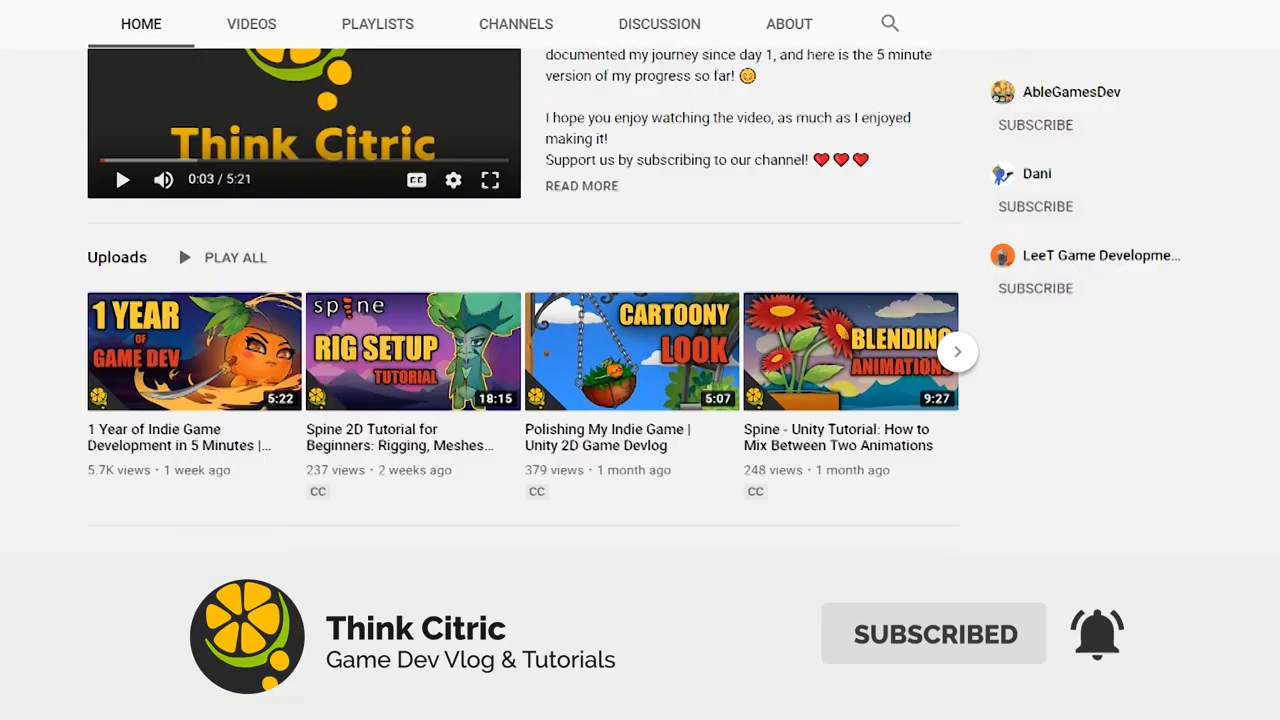 HOME VIDEOS PLAYLISTS CHANNELS DISCUSSION ABOUT
documented my journey since day 1, and here is the 5 minute
version of my progress so far! 😊
I hope you enjoy watching the video, as much as I enjoyed
making it!
Support us by subscribing to our channel! ❤️ ❤️ ❤️
READ MORE
Think Citric
0:03 / 5:21
CC
AbleGamesDev
SUBSCRIBE
Dani
SUBSCRIBE
LeeT Game Developme...
SUBSCRIBE
Uploads PLAY ALL
1 YEAR
OF
GAME DEV
5:22
1 Year of Indie Game
Development in 5 Minutes |...
5.7K views • 1 week ago
spine
RIG SETUP
TUTORIAL
18:15
Spine 2D Tutorial for
Beginners: Rigging, Meshes...
237 views • 2 weeks ago
CC
CARTOONY
LOOK
5:07
Polishing My Indie Game |
Unity 2D Game Devlog
379 views • 1 month ago
CC
BLENDING
ANIMATIONS
9:27
Spine - Unity Tutorial: How to
Mix Between Two Animations
248 views • 1 month ago
CC
Think Citric
Game Dev Vlog & Tutorials
SUBSCRIBED